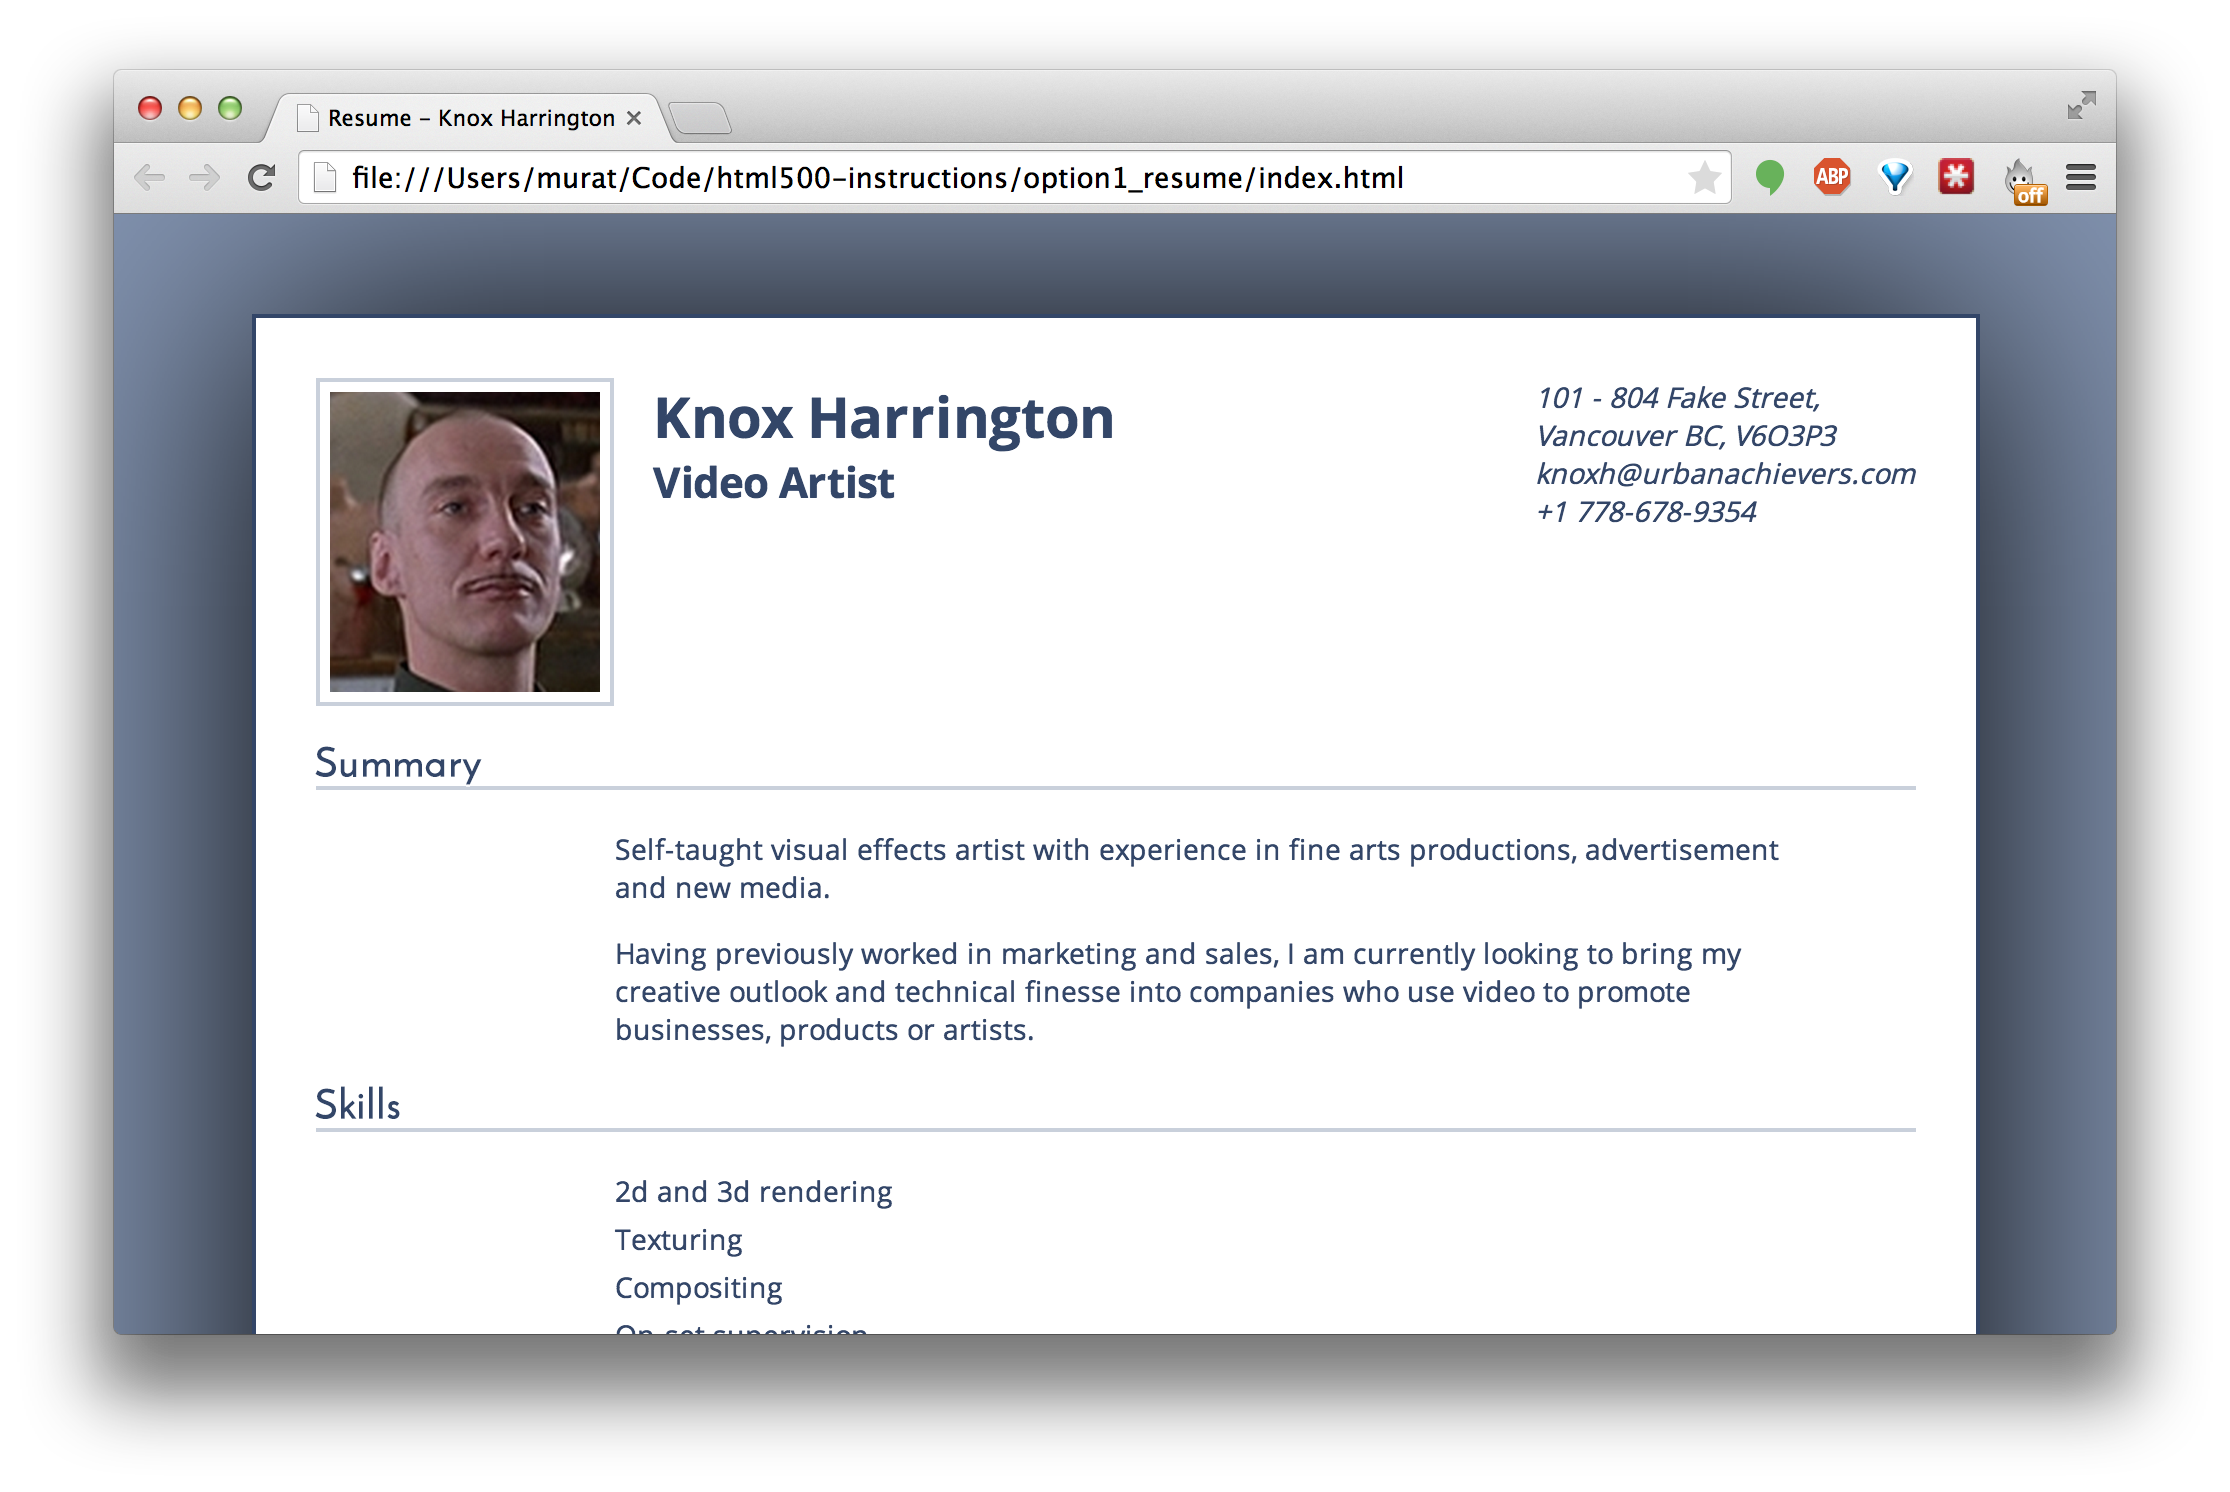 Resume – Knox Harrington
file:///Users/murat/Code/html500-instructions/option1_resume/index.html
ABP
off
Knox Harrington
Video Artist
101 - 804 Fake Street,
Vancouver BC, V6O3P3
knoxh@urbanachievers.com
+1 778-678-9354
Summary
Self-taught visual effects artist with experience in fine arts productions, advertisement
and new media.
Having previously worked in marketing and sales, I am currently looking to bring my
creative outlook and technical finesse into companies who use video to promote
businesses, products or artists.
Skills
2d and 3d rendering
Texturing
Compositing
On-set supervision